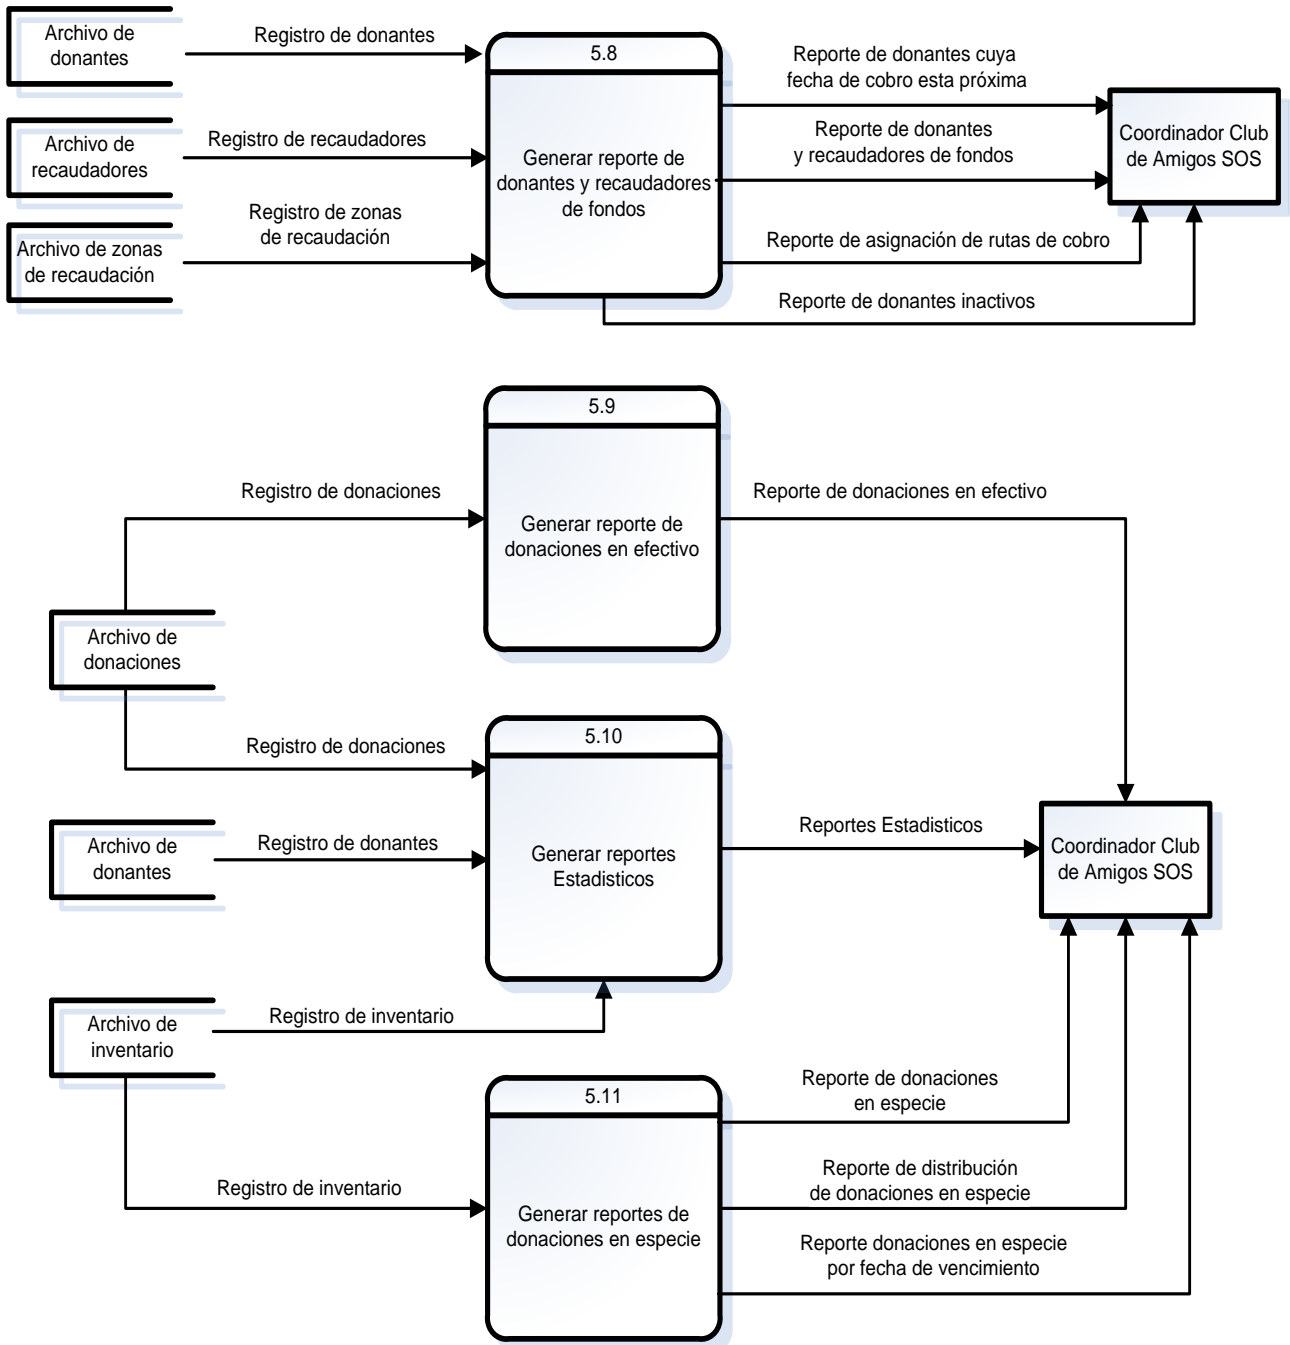 Archivo de
donantes
Registro de donantes
5.8
Reporte de donantes cuya
fecha de cobro esta próxima
Archivo de
recaudadores
Registro de recaudadores
Generar reporte de
donantes y recaudadores
de fondos
Reporte de donantes
y recaudadores de fondos
Coordinador Club
de Amigos SOS
Archivo de zonas
de recaudación
Registro de zonas
de recaudación
Reporte de asignación de rutas de cobro
Reporte de donantes inactivos
5.9
Registro de donaciones
Generar reporte de
donaciones en efectivo
Reporte de donaciones en efectivo
Archivo de
donaciones
Registro de donaciones
5.10
Archivo de
donantes
Registro de donantes
Generar reportes
Estadisticos
Reportes Estadisticos
Coordinador Club
de Amigos SOS
Archivo de
inventario
Registro de inventario
5.11
Reporte de donaciones
en especie
Registro de inventario
Generar reportes de
donaciones en especie
Reporte de distribución
de donaciones en especie
Reporte donaciones en especie
por fecha de vencimiento